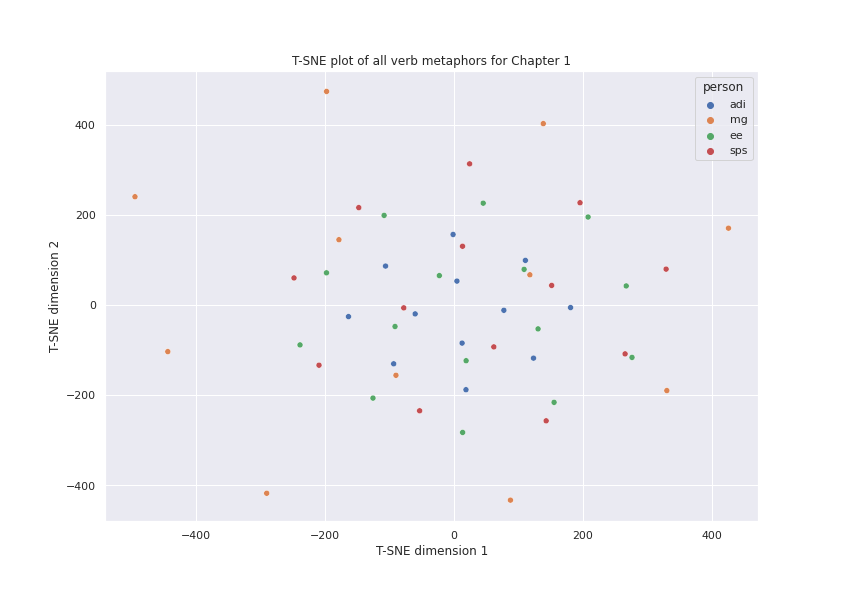 T-SNE plot of all verb metaphors for Chapter 1
person
adi
mg
ee
sps
400
200
0
−200
−400
T-SNE dimension 2
−400
−200
0
200
400
T-SNE dimension 1